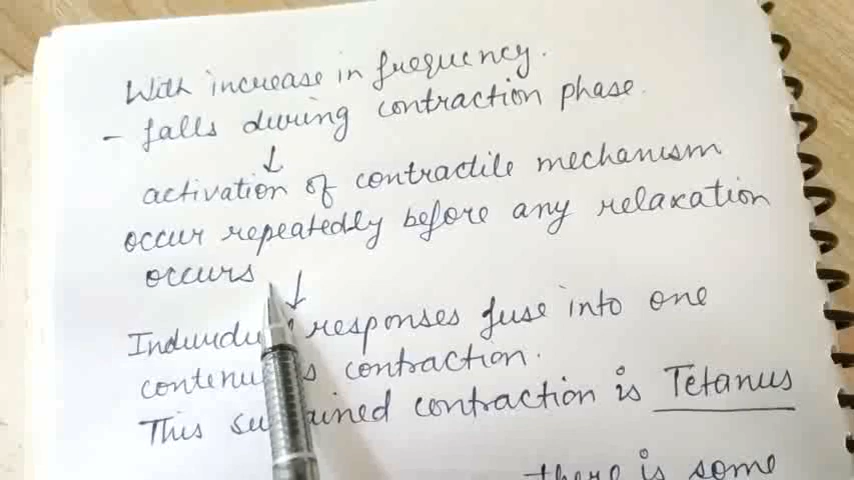 With increase in frequency.
- falls during contraction phase.
↓
activation of contractile mechanism
occur repeatedly before any relaxation
occurs ↓
responses fuse into one
contraction.
This contraction is Tetanus
there is some